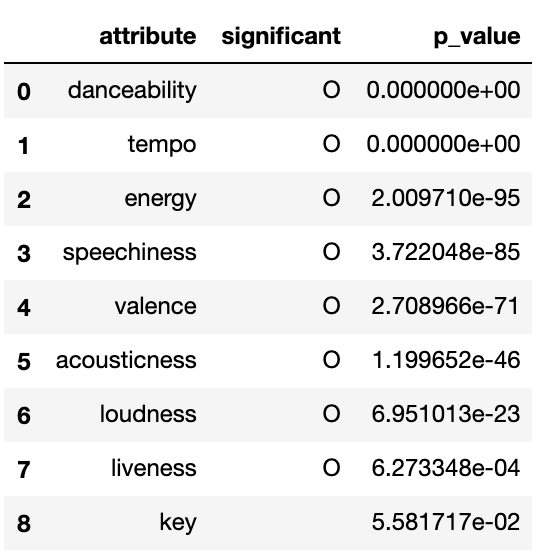 attribute significant p_value
0 danceability O 0.000000e+00
1 tempo O 0.000000e+00
2 energy O 2.009710e-95
3 speechiness O 3.722048e-85
4 valence O 2.708966e-71
5 acousticness O 1.199652e-46
6 loudness O 6.951013e-23
7 liveness O 6.273348e-04
8 key 5.581717e-02